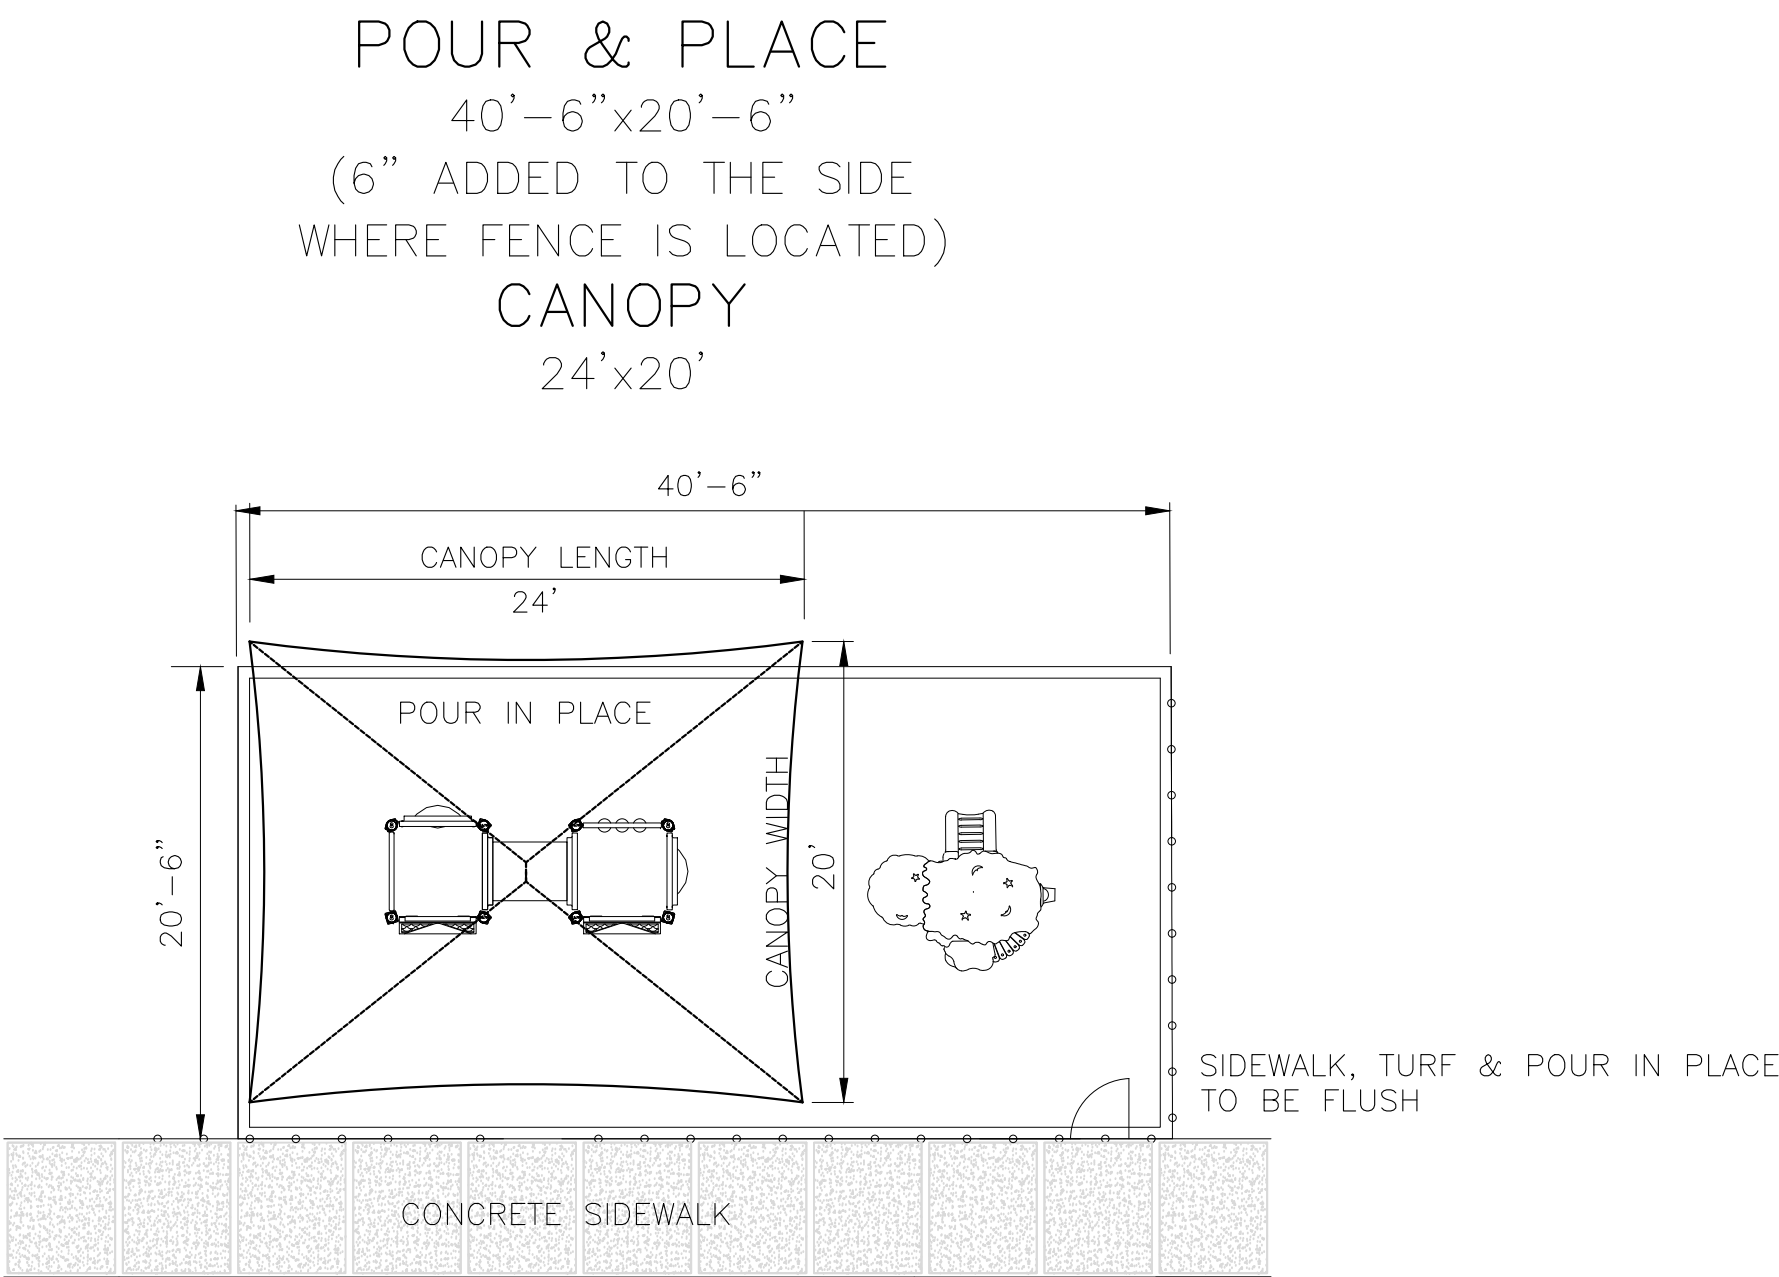 POUR & PLACE
40'-6"x20'-6"
(6" ADDED TO THE SIDE
WHERE FENCE IS LOCATED)
CANOPY
24'x20'
40'-6"
CANOPY LENGTH
24'
POUR IN PLACE
CANOPY WIDTH
20'
20'-6"
SIDEWALK, TURF & POUR IN PLACE
TO BE FLUSH
CONCRETE SIDEWALK